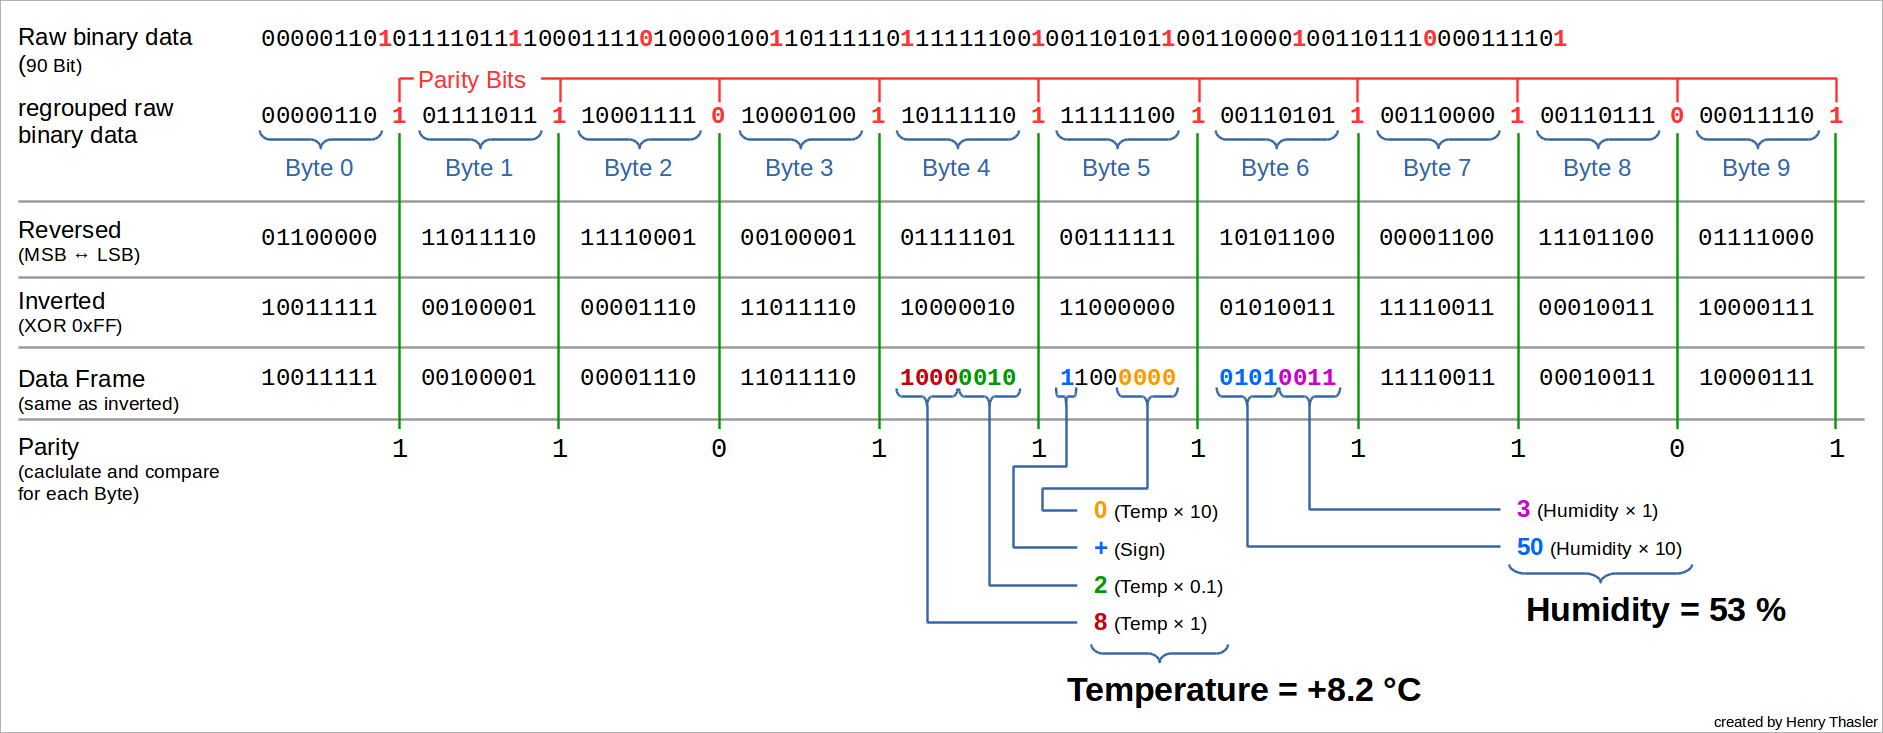 Raw binary data
(90 Bit)
000001101011110111100011110100001001101111101111111001001101011001100001001101110000111101
Parity Bits
regrouped raw
binary data
00000110 1 01111011 1 10001111 0 10000100 1 10111110 1 11111100 1 00110101 1 00110000 1 00110111 0 00011110 1
Byte 0 Byte 1 Byte 2 Byte 3 Byte 4 Byte 5 Byte 6 Byte 7 Byte 8 Byte 9
Reversed
(MSB ↔ LSB)
01100000 11011110 11110001 00100001 01111101 00111111 10101100 00001100 11101100 01111000
Inverted
(XOR 0xFF)
10011111 00100001 00001110 11011110 10000010 11000000 01010011 11110011 00010011 10000111
Data Frame
(same as inverted)
10011111 00100001 00001110 11011110 10000010 11000000 01010011 11110011 00010011 10000111
Parity
(caclulate and compare
for each Byte)
1 1 0 1 1 1 1 1 0 1
0 (Temp × 10)
+ (Sign)
2 (Temp × 0.1)
8 (Temp × 1)
Temperature = +8.2 °C
3 (Humidity × 1)
50 (Humidity × 10)
Humidity = 53 %
created by Henry Thasler